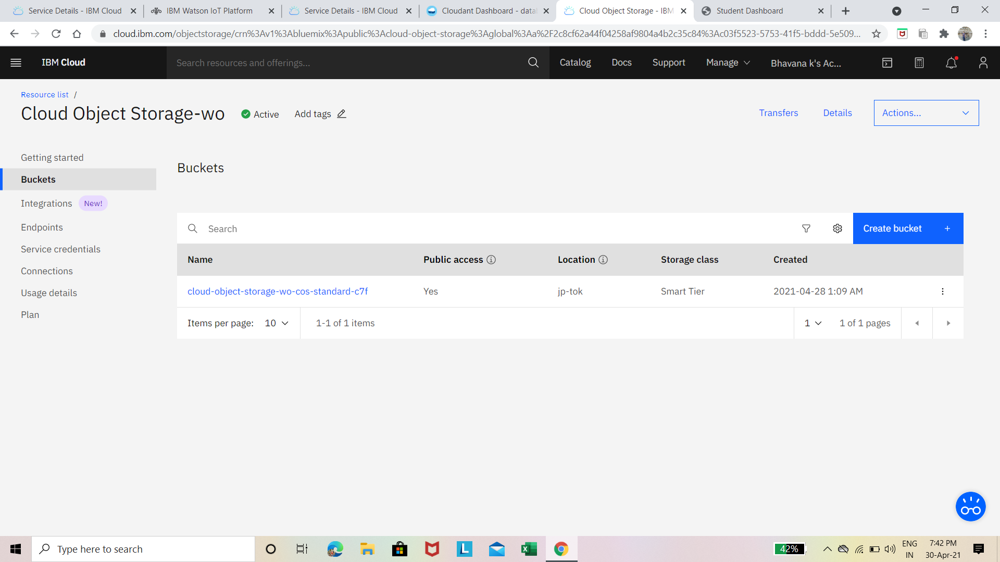 Service Details - IBM Cloud
IBM Watson IoT Platform
Service Details - IBM Cloud
Cloudant Dashboard - data
Cloud Object Storage - IBM
Student Dashboard
cloud.ibm.com/objectstorage/crn%3Av1%3Abluemix%3Apublic%3Acloud-object-storage%3Aglobal%3Aa%2F2c8cf62a44f04258af9804a4b2c35c84%3Ac03f5523-5753-41f5-bddd-5e509...
IBM Cloud
Search resources and offerings...
Catalog
Docs
Support
Manage
Bhavana k's Ac...
Resource list /
Cloud Object Storage-wo
Active
Add tags
Transfers
Details
Actions...
Getting started
Buckets
Integrations New!
Endpoints
Service credentials
Connections
Usage details
Plan
Buckets
Search
Create bucket +
Name Public access Location Storage class Created
cloud-object-storage-wo-cos-standard-c7f Yes jp-tok Smart Tier 2021-04-28 1:09 AM
Items per page: 10 1-1 of 1 items 1 1 of 1 pages
Type here to search
L
42%
ENG
IN
7:42 PM
30-Apr-21